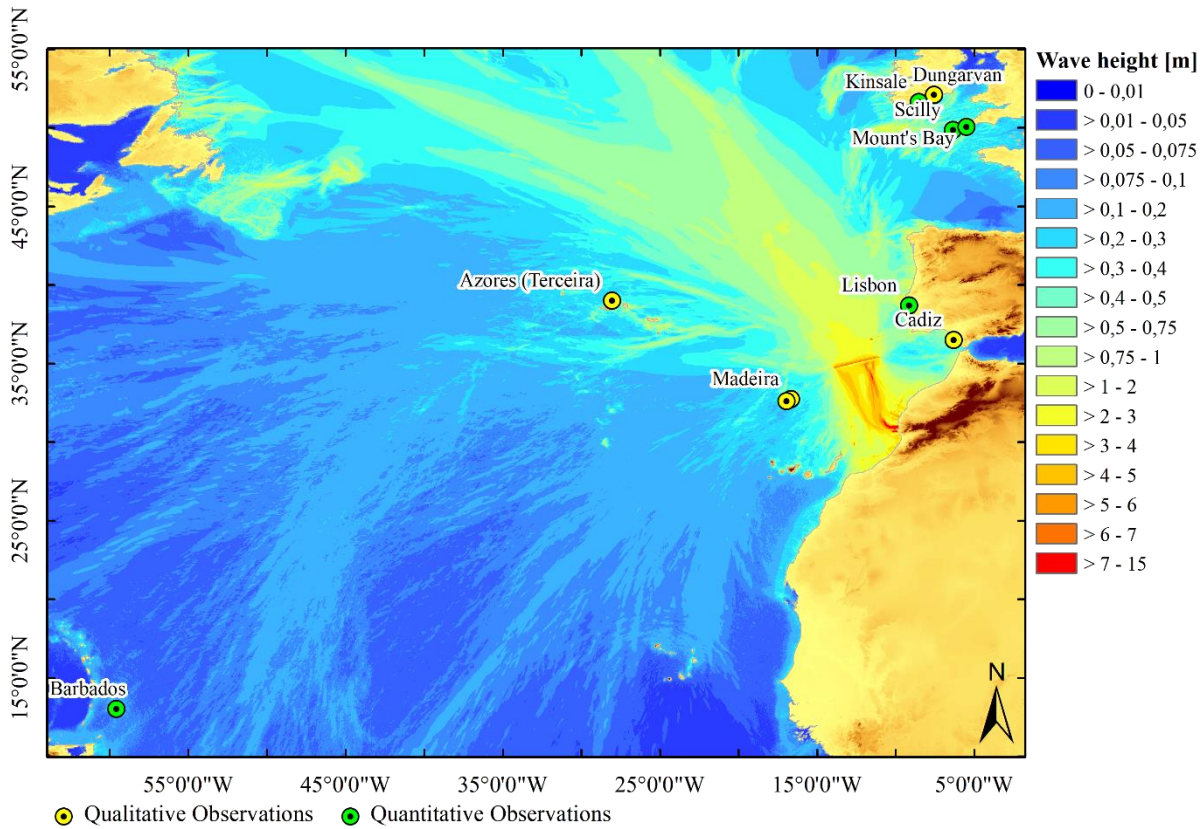 55°0'0"N
45°0'0"N
35°0'0"N
25°0'0"N
15°0'0"N
Kinsale
Dungarvan
Scilly
Mount's Bay
Azores (Terceira)
Lisbon
Cadiz
Madeira
Barbados
N
55°0'0"W
45°0'0"W
35°0'0"W
25°0'0"W
15°0'0"W
5°0'0"W
Qualitative Observations
Quantitative Observations
Wave height [m]
0 - 0,01
> 0,01 - 0,05
> 0,05 - 0,075
> 0,075 - 0,1
> 0,1 - 0,2
> 0,2 - 0,3
> 0,3 - 0,4
> 0,4 - 0,5
> 0,5 - 0,75
> 0,75 - 1
> 1 - 2
> 2 - 3
> 3 - 4
> 4 - 5
> 5 - 6
> 6 - 7
> 7 - 15